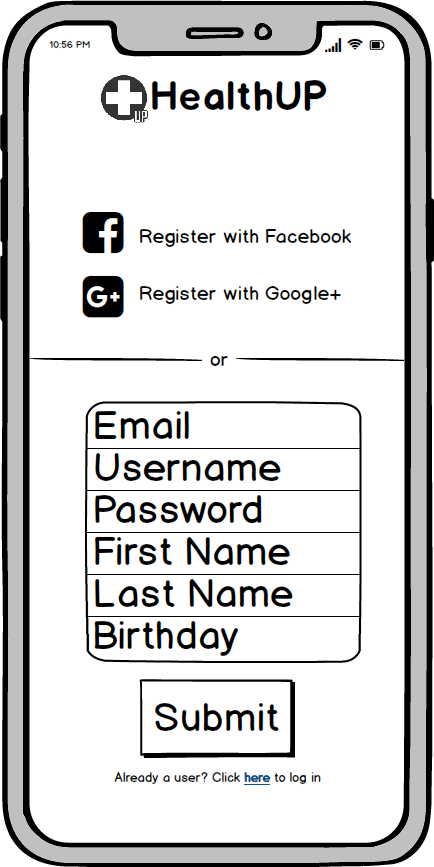 10:56 PM
HealthUP
UP
Register with Facebook
G+
Register with Google+
or
Email
Username
Password
First Name
Last Name
Birthday
Submit
Already a user? Click here to log in